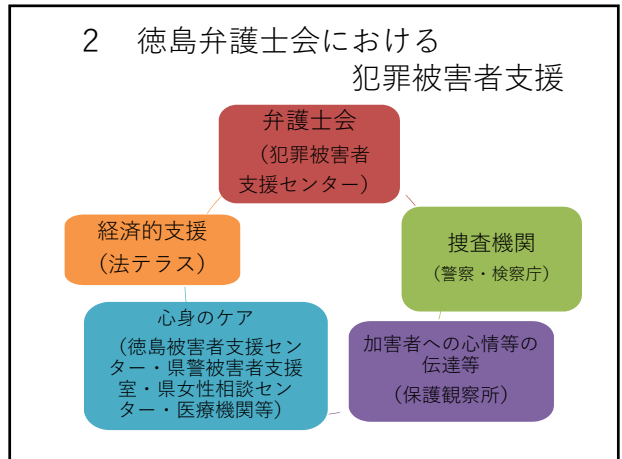 2 徳島弁護士会における
犯罪被害者支援
弁護士会
(犯罪被害者
支援センター)
経済的支援
(法テラス)
捜査機関
(警察・検察庁)
心身のケア
(徳島被害者支援セン
ター・県警被害者支援
室・県女性相談セン
ター・医療機関等)
加害者への心情等の
伝達等
(保護観察所)